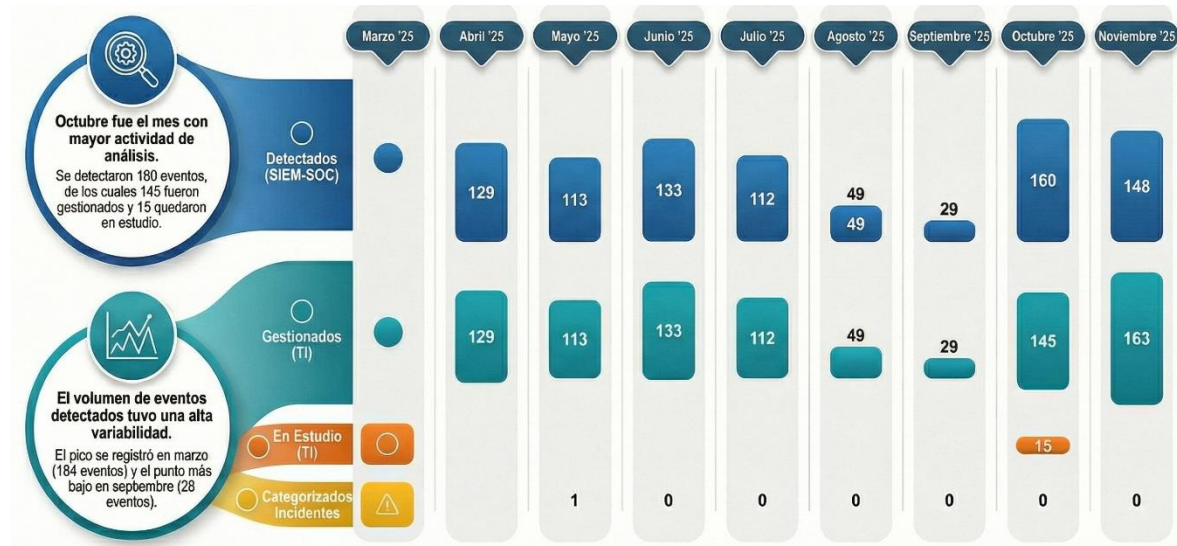 Marzo '25 Abril '25 Mayo '25 Junio '25 Julio '25 Agosto '25 Septiembre '25 Octubre '25 Noviembre '25
Octubre fue el mes con
mayor actividad de
análisis.
Se detectaron 180 eventos,
de los cuales 145 fueron
gestionados y 15 quedaron
en estudio.
Detectados
(SIEM-SOC)
49
29
129 113 133 112 49 160 148
El volumen de eventos
detectados tuvo una alta
variabilidad.
El pico se registró en marzo
(184 eventos) y el punto más
bajo en septiembre (28
eventos).
Gestionados
(TI)
129 113 133 112 49 29 145 163
En Estudio
(TI)
15
Categorizados
Incidentes
1 0 0 0 0 0 0